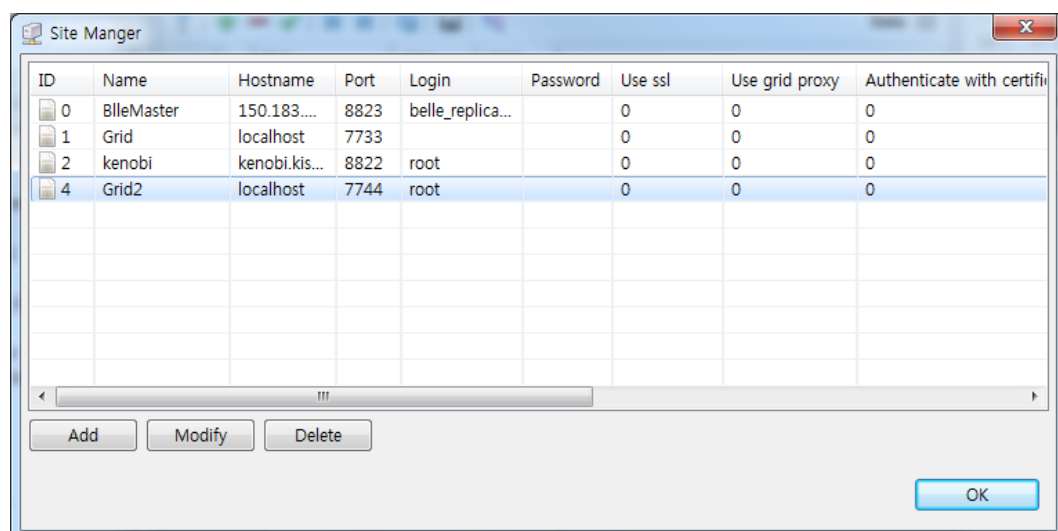 Site Manger
ID Name Hostname Port Login Password Use ssl Use grid proxy Authenticate with certifi
0 BlleMaster 150.183.... 8823 belle_replica... 0 0 0
1 Grid localhost 7733 0 0 0
2 kenobi kenobi.kis... 8822 root 0 0 0
4 Grid2 localhost 7744 root 0 0 0
Add Modify Delete
OK